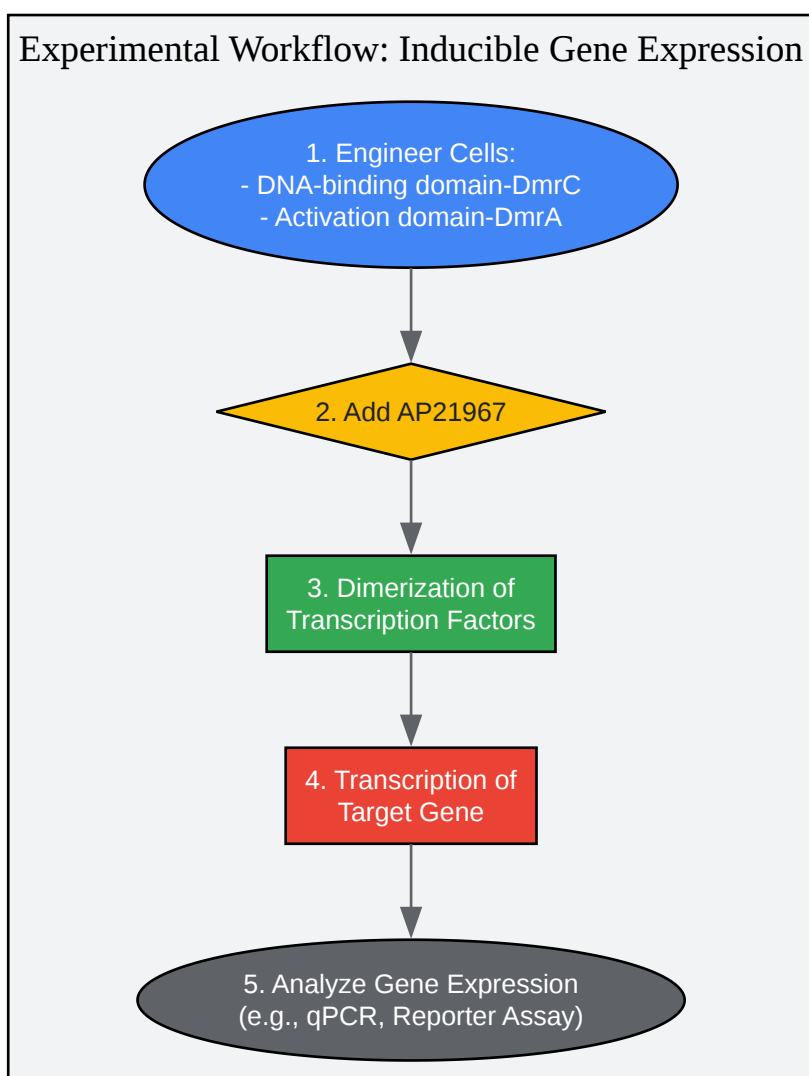 Experimental Workflow: Inducible Gene Expression
1. Engineer Cells:
- DNA-binding domain-DmrC
- Activation domain-DmrA
2. Add AP21967
3. Dimerization of
Transcription Factors
4. Transcription of
Target Gene
5. Analyze Gene Expression
(e.g., qPCR, Reporter Assay)